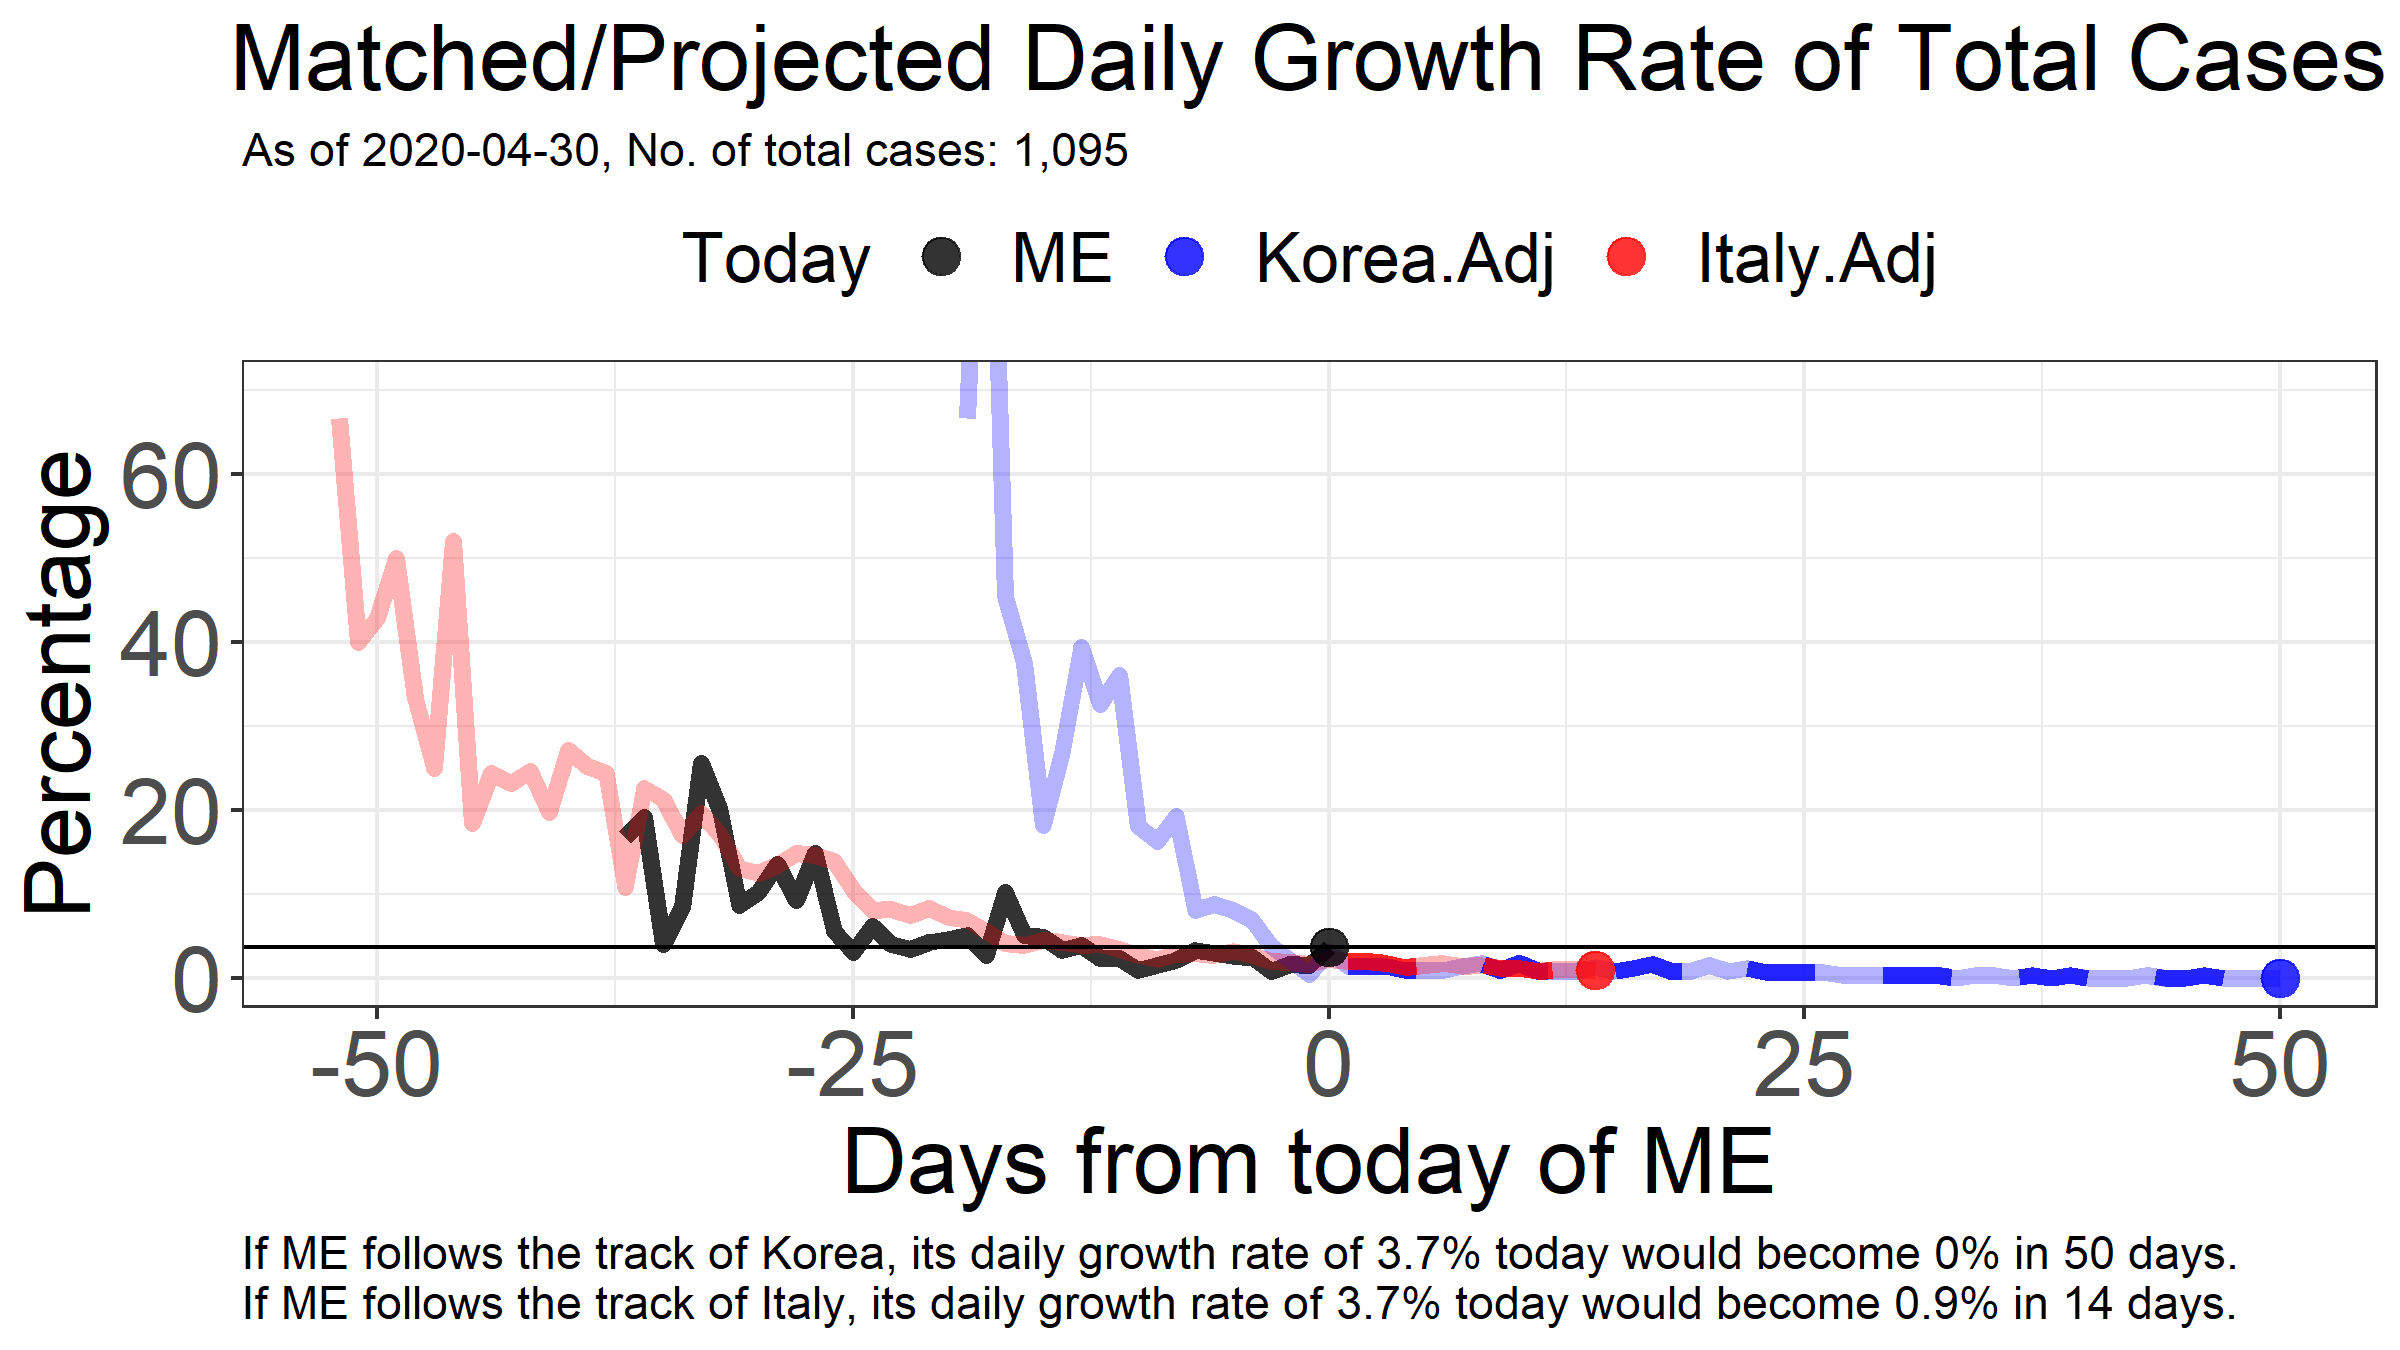 Matched/Projected Daily Growth Rate of Total Cases
As of 2020-04-30, No. of total cases: 1,095
Today ME Korea.Adj Italy.Adj
Percentage
60
40
20
0
-50 -25 0 25 50
Days from today of ME
If ME follows the track of Korea, its daily growth rate of 3.7% today would become 0% in 50 days.
If ME follows the track of Italy, its daily growth rate of 3.7% today would become 0.9% in 14 days.